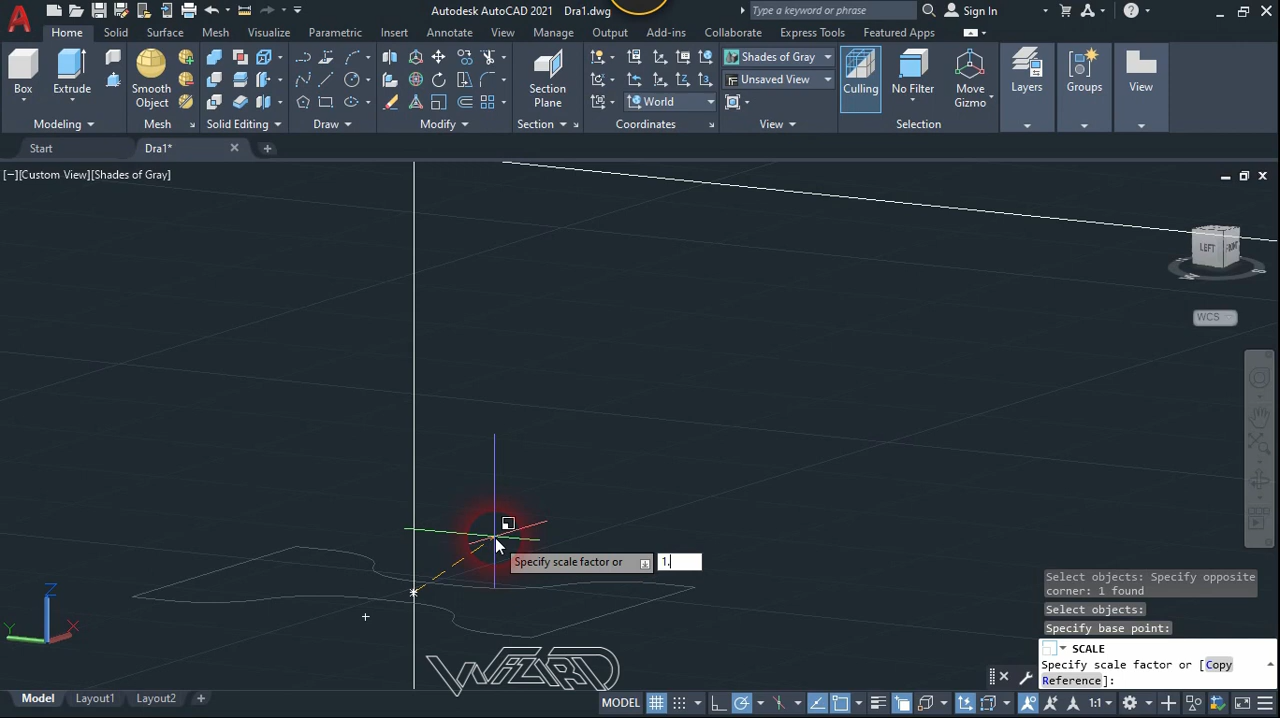 Autodesk AutoCAD 2021 Dra1.dwg
Type a keyword or phrase
Sign In
Home Solid Surface Mesh Visualize Parametric Insert Annotate View Manage Output Add-ins Collaborate Express Tools Featured Apps
Box
Extrude
Smooth
Object
Section
Plane
World
Shades of Gray
Unsaved View
Culling
No Filter
Move
Gizmo
Layers
Groups
View
Modeling
Mesh
Solid Editing
Draw
Modify
Section
Coordinates
View
Selection
Start
Dra1*
[−][Custom View][Shades of Gray]
LEFT
WCS
Specify scale factor or
1.
Z
Y
X
WIZARD
Select objects: Specify opposite
corner: 1 found
Select objects:
Specify base point:
SCALE
Specify scale factor or [Copy
Reference]:
Model Layout1 Layout2
MODEL
1:1